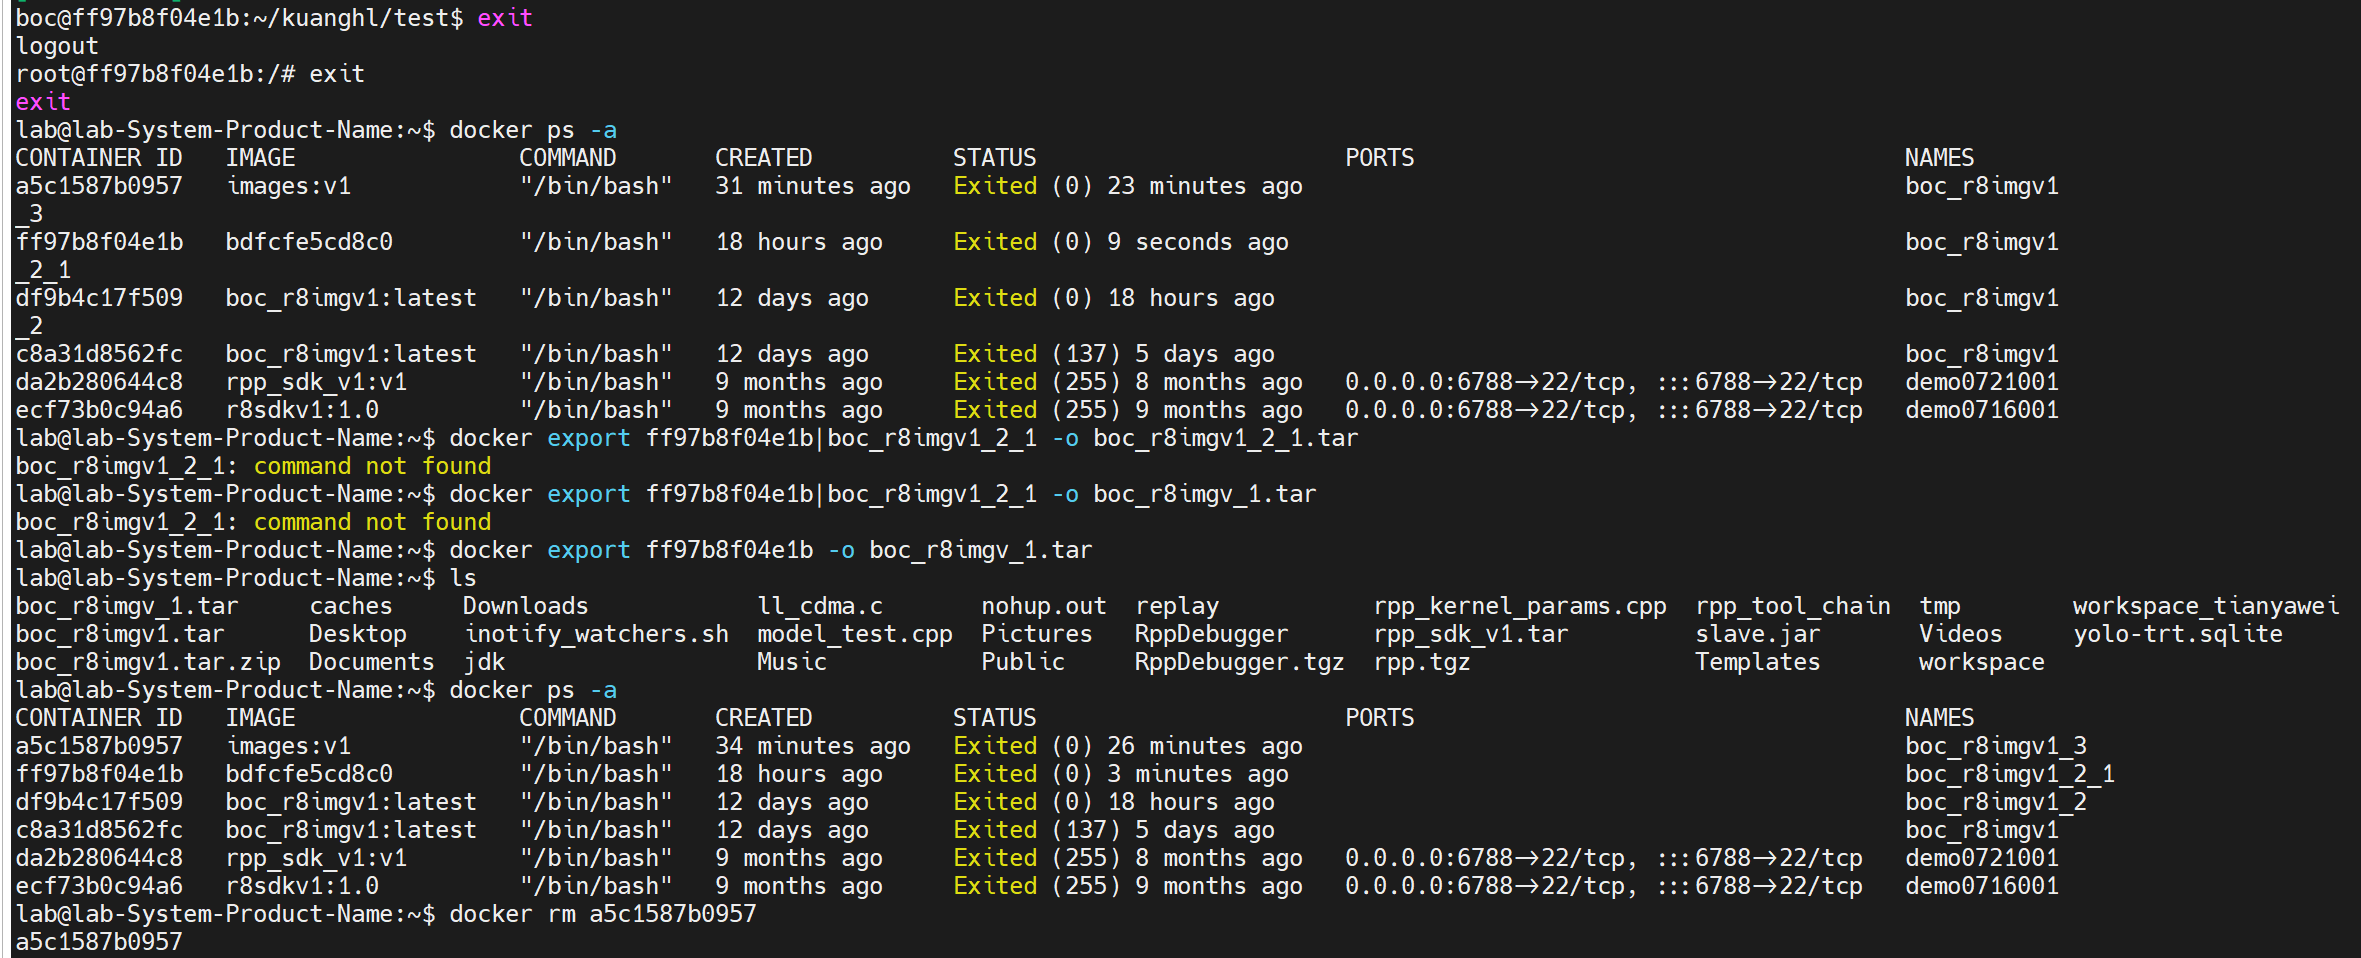 boc@ff97b8f04e1b:~/kuanghl/test$ exit
logout
root@ff97b8f04e1b:/# exit
exit
lab@lab-System-Product-Name:~$ docker ps -a
CONTAINER ID   IMAGE                COMMAND       CREATED          STATUS                      PORTS                                   NAMES
a5c1587b0957   images:v1            "/bin/bash"   31 minutes ago   Exited (0) 23 minutes ago                                           boc_r8imgv1
_3
ff97b8f04e1b   bdfcfe5cd8c0         "/bin/bash"   18 hours ago     Exited (0) 9 seconds ago                                            boc_r8imgv1
_2_1
df9b4c17f509   boc_r8imgv1:latest   "/bin/bash"   12 days ago      Exited (0) 18 hours ago                                             boc_r8imgv1
_2
c8a31d8562fc   boc_r8imgv1:latest   "/bin/bash"   12 days ago      Exited (137) 5 days ago                                             boc_r8imgv1
da2b280644c8   rpp_sdk_v1:v1        "/bin/bash"   9 months ago     Exited (255) 8 months ago   0.0.0.0:6788->22/tcp, :::6788->22/tcp   demo0721001
ecf73b0c94a6   r8sdkv1:1.0          "/bin/bash"   9 months ago     Exited (255) 9 months ago   0.0.0.0:6788->22/tcp, :::6788->22/tcp   demo0716001
lab@lab-System-Product-Name:~$ docker export ff97b8f04e1b|boc_r8imgv1_2_1 -o boc_r8imgv1_2_1.tar
boc_r8imgv1_2_1: command not found
lab@lab-System-Product-Name:~$ docker export ff97b8f04e1b|boc_r8imgv1_2_1 -o boc_r8imgv_1.tar
boc_r8imgv1_2_1: command not found
lab@lab-System-Product-Name:~$ docker export ff97b8f04e1b -o boc_r8imgv_1.tar
lab@lab-System-Product-Name:~$ ls
boc_r8imgv_1.tar     caches     Downloads            ll_cdma.c       nohup.out  replay           rpp_kernel_params.cpp  rpp_tool_chain  tmp        workspace_tianyawei
boc_r8imgv1.tar      Desktop    inotify_watchers.sh  model_test.cpp  Pictures   RppDebugger      rpp_sdk_v1.tar         slave.jar       Videos     yolo-trt.sqlite
boc_r8imgv1.tar.zip  Documents  jdk                  Music           Public     RppDebugger.tgz  rpp.tgz                Templates       workspace
lab@lab-System-Product-Name:~$ docker ps -a
CONTAINER ID   IMAGE                COMMAND       CREATED          STATUS                      PORTS                                   NAMES
a5c1587b0957   images:v1            "/bin/bash"   34 minutes ago   Exited (0) 26 minutes ago                                           boc_r8imgv1_3
ff97b8f04e1b   bdfcfe5cd8c0         "/bin/bash"   18 hours ago     Exited (0) 3 minutes ago                                            boc_r8imgv1_2_1
df9b4c17f509   boc_r8imgv1:latest   "/bin/bash"   12 days ago      Exited (0) 18 hours ago                                             boc_r8imgv1_2
c8a31d8562fc   boc_r8imgv1:latest   "/bin/bash"   12 days ago      Exited (137) 5 days ago                                             boc_r8imgv1
da2b280644c8   rpp_sdk_v1:v1        "/bin/bash"   9 months ago     Exited (255) 8 months ago   0.0.0.0:6788->22/tcp, :::6788->22/tcp   demo0721001
ecf73b0c94a6   r8sdkv1:1.0          "/bin/bash"   9 months ago     Exited (255) 9 months ago   0.0.0.0:6788->22/tcp, :::6788->22/tcp   demo0716001
lab@lab-System-Product-Name:~$ docker rm a5c1587b0957
a5c1587b0957